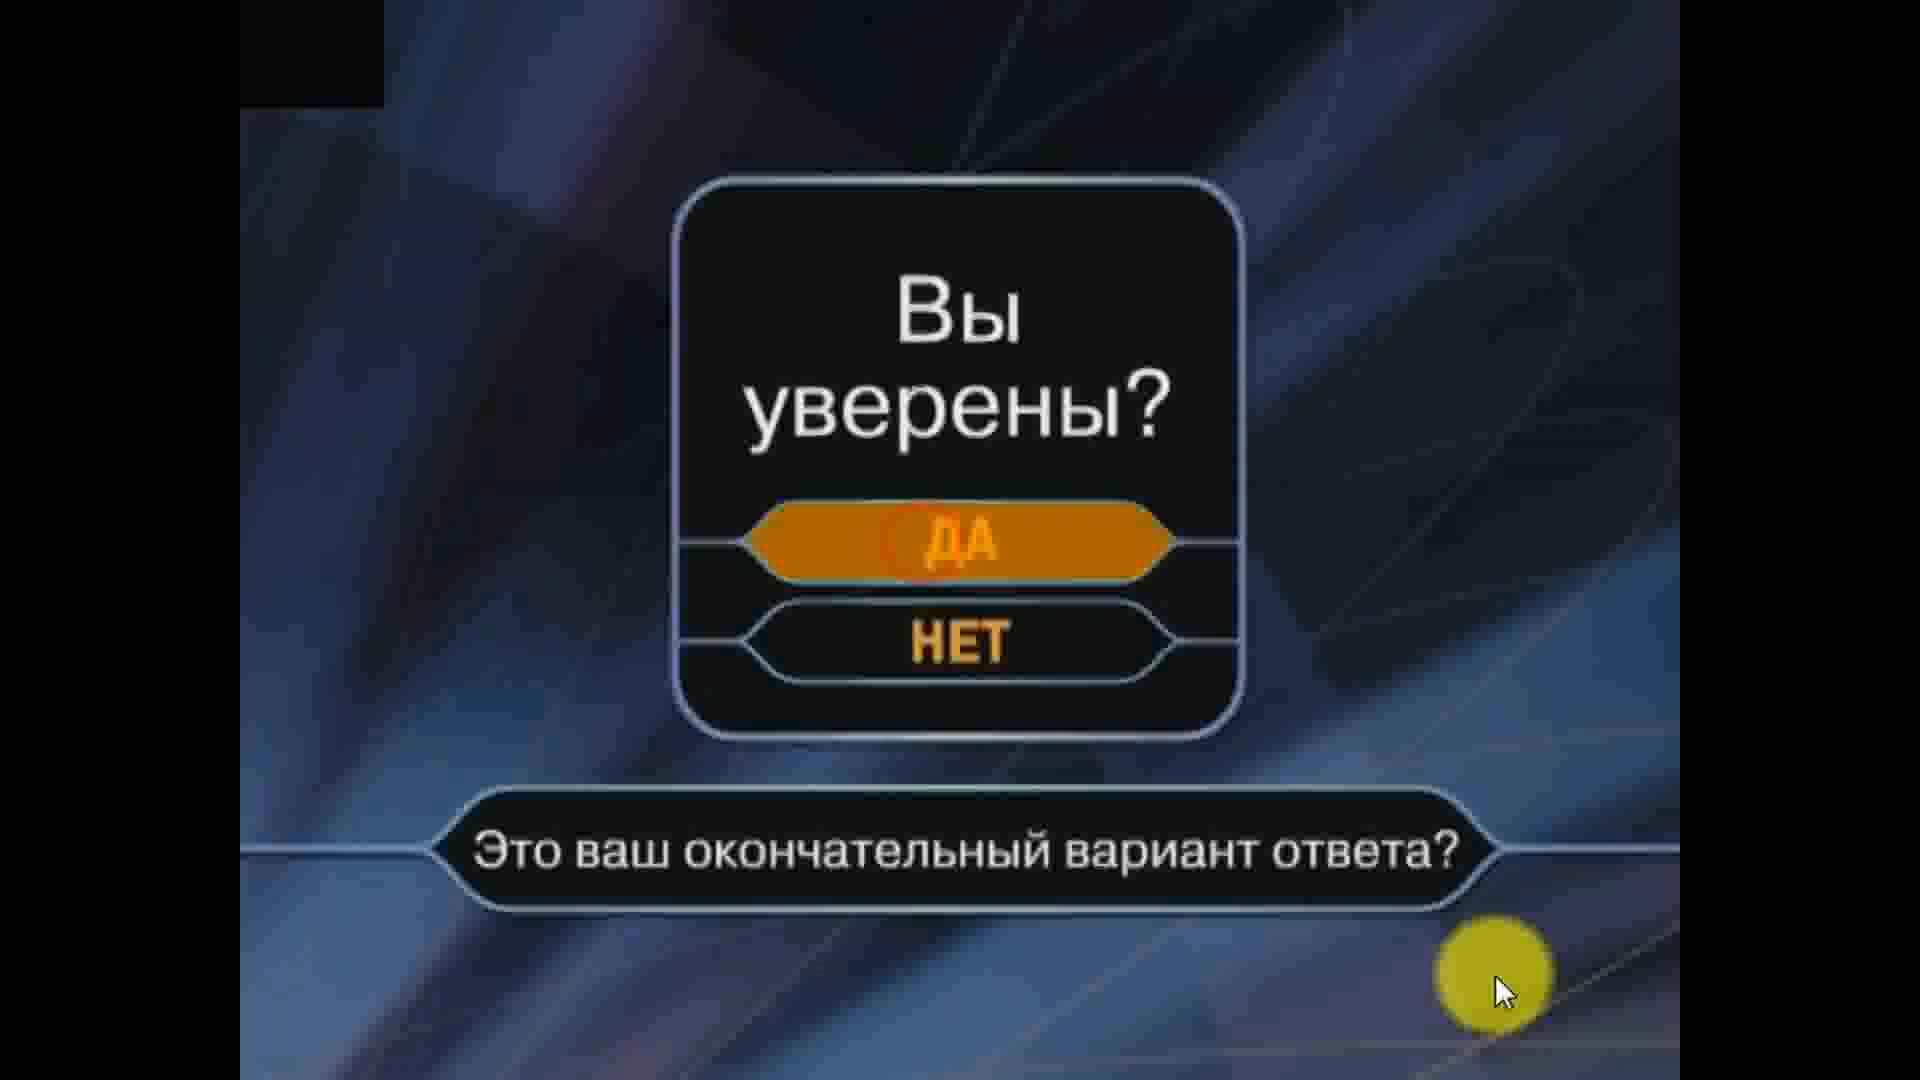 Вы
уверены?
ДА
НЕТ
Это ваш окончательный вариант ответа?